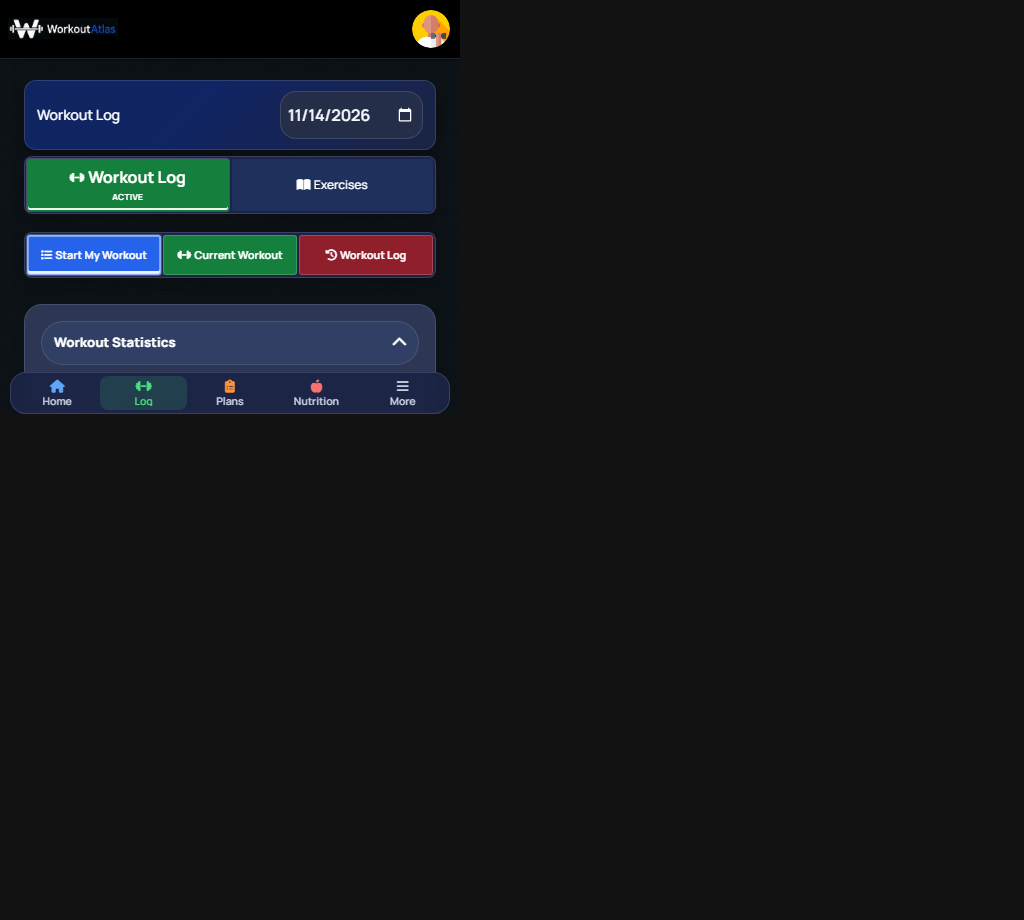 WorkoutAtlas
Workout Log
11/14/2026
Workout Log
ACTIVE
Exercises
Start My Workout
Current Workout
Workout Log
Workout Statistics
Home
Log
Plans
Nutrition
More